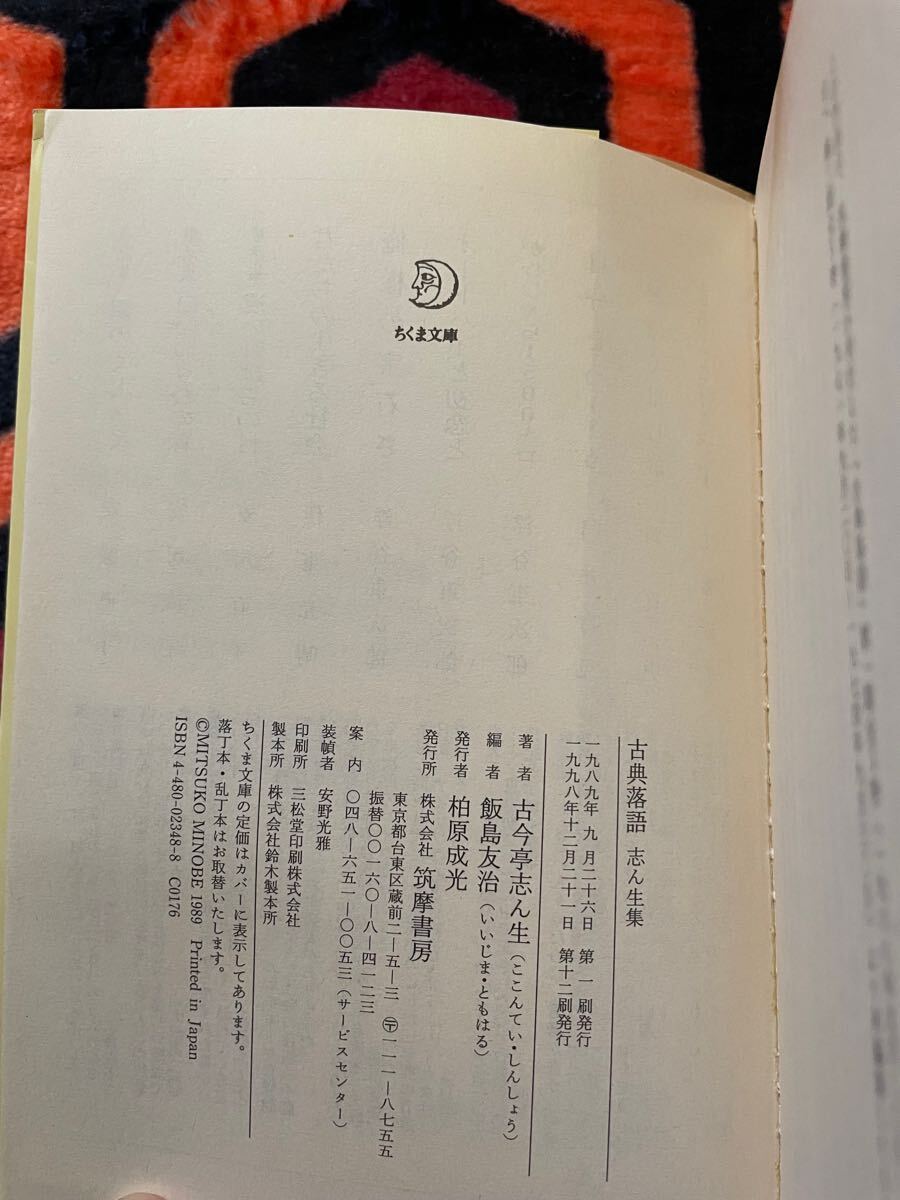 ちくま文庫
古典落語 志ん生集
一九八九年 九 月二十六日 第 一 刷発行
一九九八年十二月二十一日 第十二刷発行
著 者 古今亭志ん生(ここんてい・しんしょう)
編 者 飯島友治(いいじま・ともはる)
発行者 柏原成光
発行所 株式会社 筑摩書房
東京都台東区蔵前二―五―三 〒一一一―八七五五
振替〇〇一六〇―八―四一二三
案 内 〇四八―六五一―〇〇五三(サービスセンター)
装幀者 安野光雅
印刷所 三松堂印刷株式会社
製本所 株式会社鈴木製本所
ちくま文庫の定価はカバーに表示してあります。
落丁本・乱丁本はお取替いたします。
©MITSUKO MINOBE 1989 Printed in Japan
ISBN 4-480-02348-8 C0176